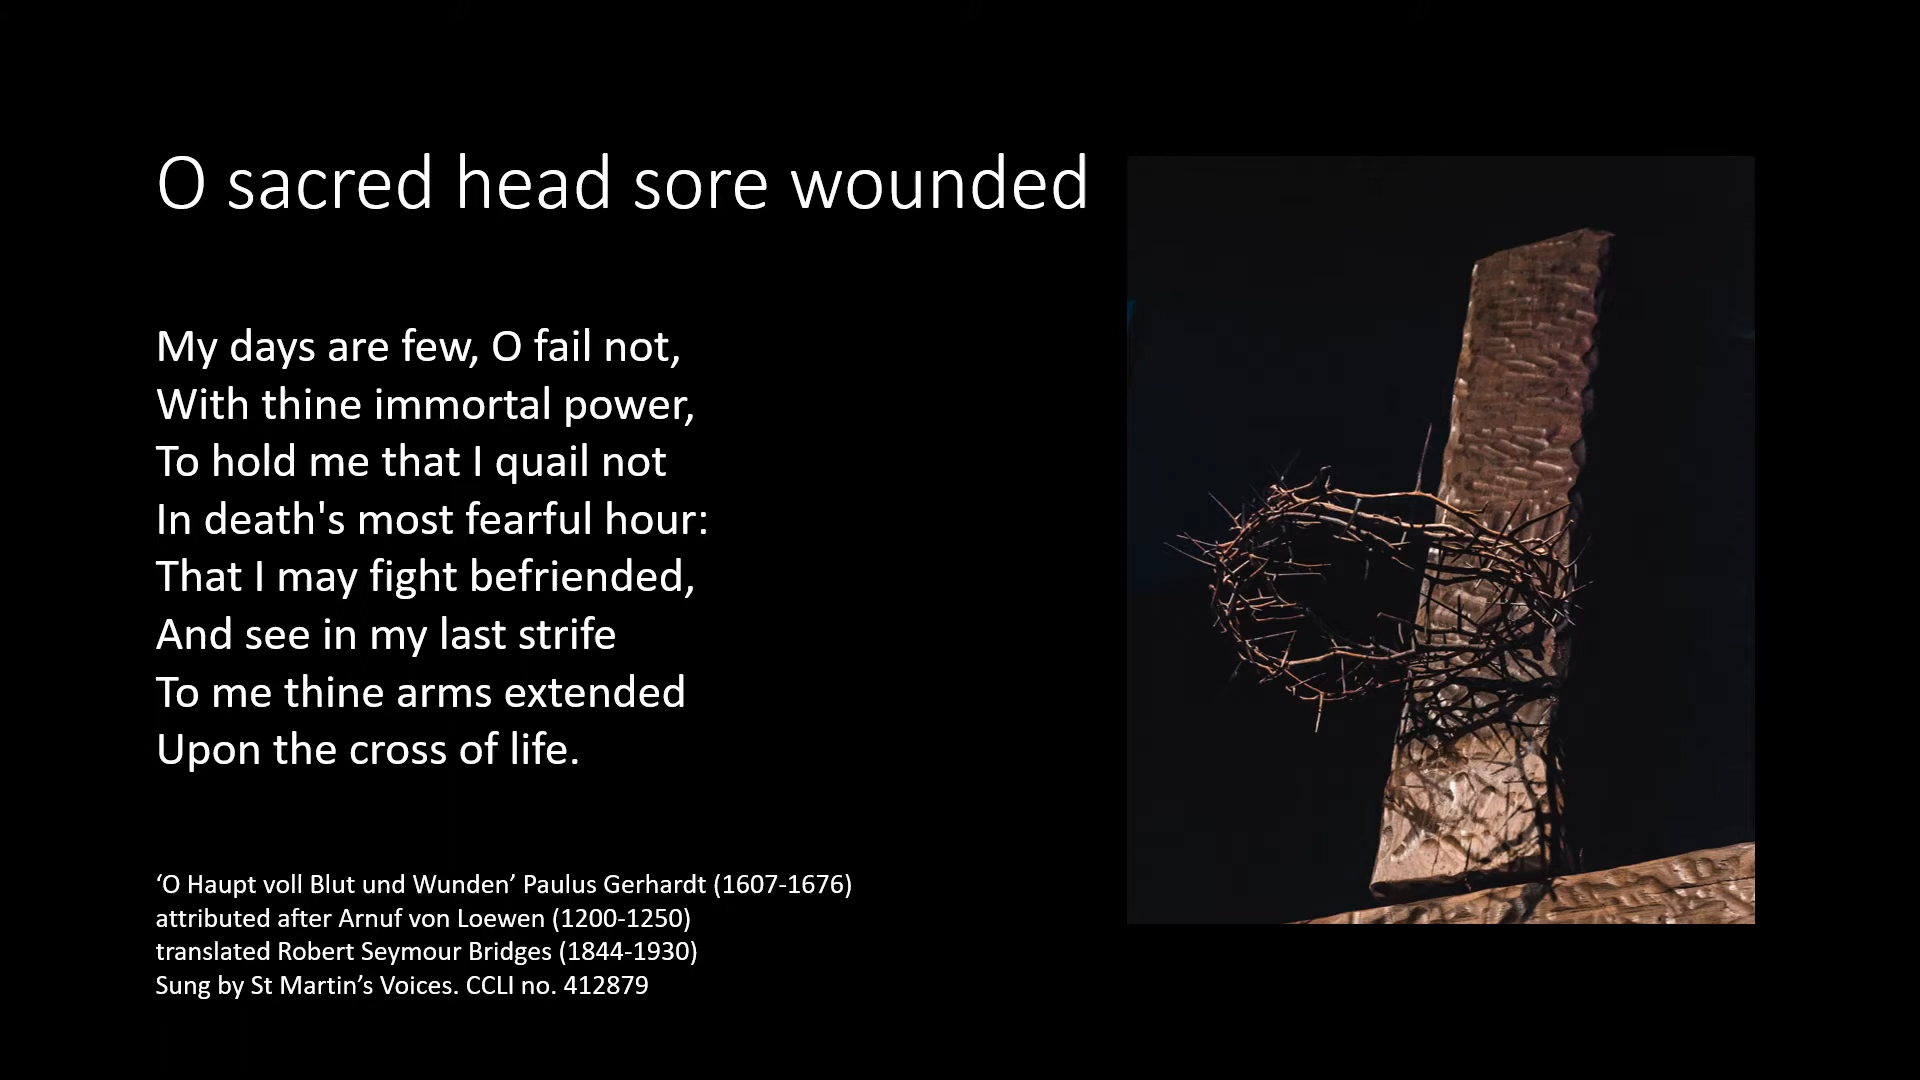 O sacred head sore wounded
My days are few, O fail not,
With thine immortal power,
To hold me that I quail not
In death's most fearful hour:
That I may fight befriended,
And see in my last strife
To me thine arms extended
Upon the cross of life.
‘O Haupt voll Blut und Wunden’ Paulus Gerhardt (1607-1676)
attributed after Arnuf von Loewen (1200-1250)
translated Robert Seymour Bridges (1844-1930)
Sung by St Martin’s Voices. CCLI no. 412879